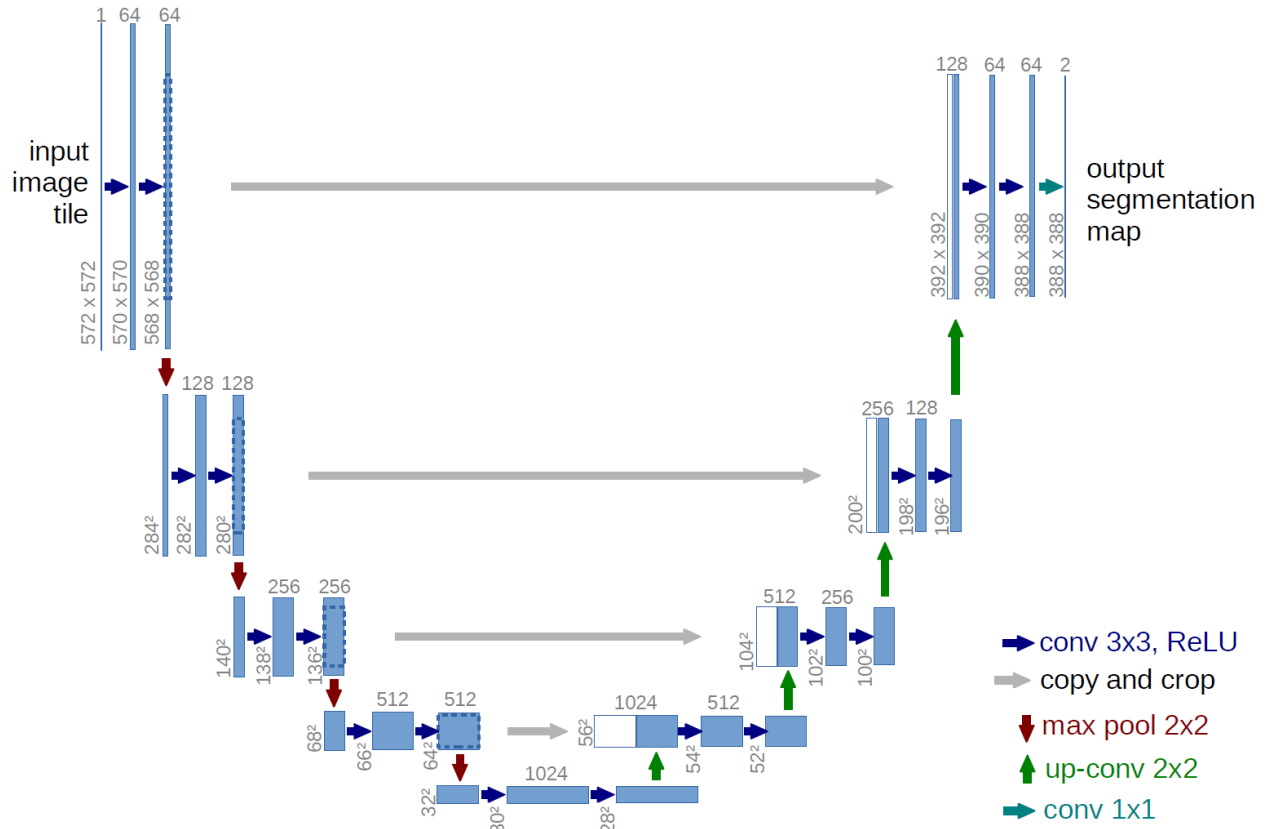 1 64 64
input
image
tile
572 x 572
570 x 570
568 x 568
128 64 64 2
output
segmentation
map
392 x 392
390 x 390
388 x 388
388 x 388
128 128
284²
282²
280²
256 128
200²
198²
196²
256 256
140²
138²
136²
512 256
104²
102²
100²
512 512
68²
66²
64²
1024 512
56²
54²
52²
1024
32²
30²
28²
conv 3x3, ReLU
copy and crop
max pool 2x2
up-conv 2x2
conv 1x1